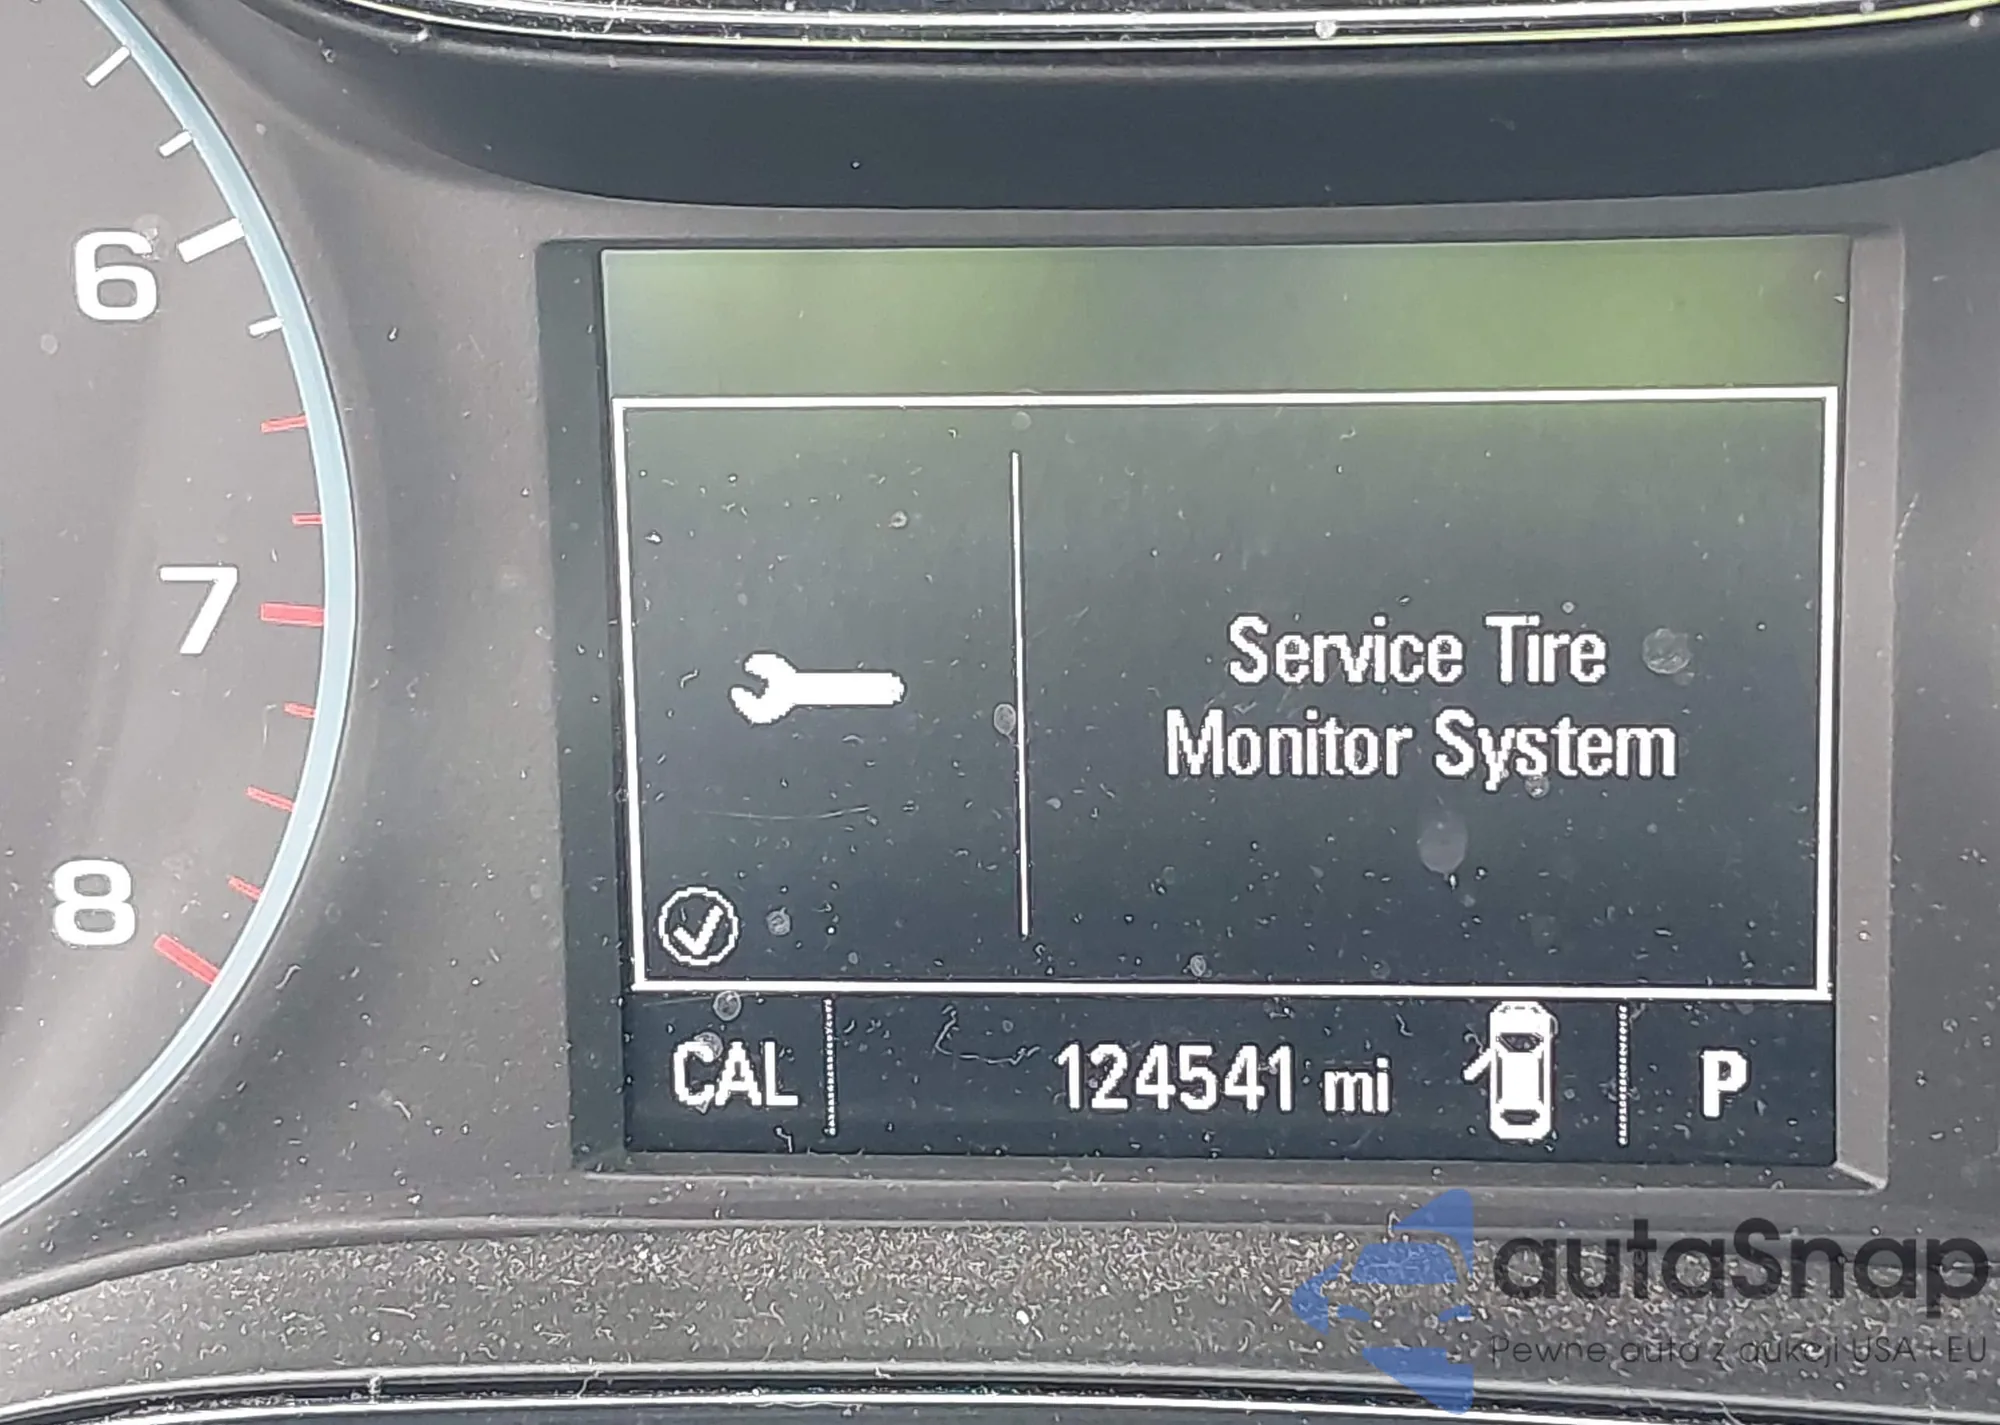 6
7
8
Service Tire
Monitor System
CAL
124541 mi
P
autaSnap
Pewne auta z aukcji USA i EU